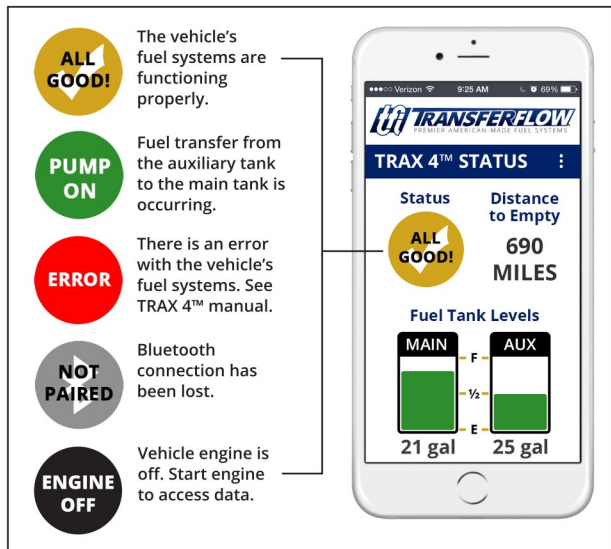 ALL
GOOD!
The vehicle's
fuel systems are
functioning
properly.
PUMP
ON
Fuel transfer from
the auxiliary tank
to the main tank is
occurring.
ERROR
There is an error
with the vehicle's
fuel systems. See
TRAX 4™ manual.
NOT
PAIRED
Bluetooth
connection has
been lost.
ENGINE
OFF
Vehicle engine is
off. Start engine
to access data.
Verizon 9:25 AM 69%
tfi TRANSFERFLOW
PREMIER AMERICAN-MADE FUEL SYSTEMS
TRAX 4™ STATUS
Status
ALL
GOOD!
Distance
to Empty
690
MILES
Fuel Tank Levels
MAIN
AUX
F
½
E
21 gal
25 gal